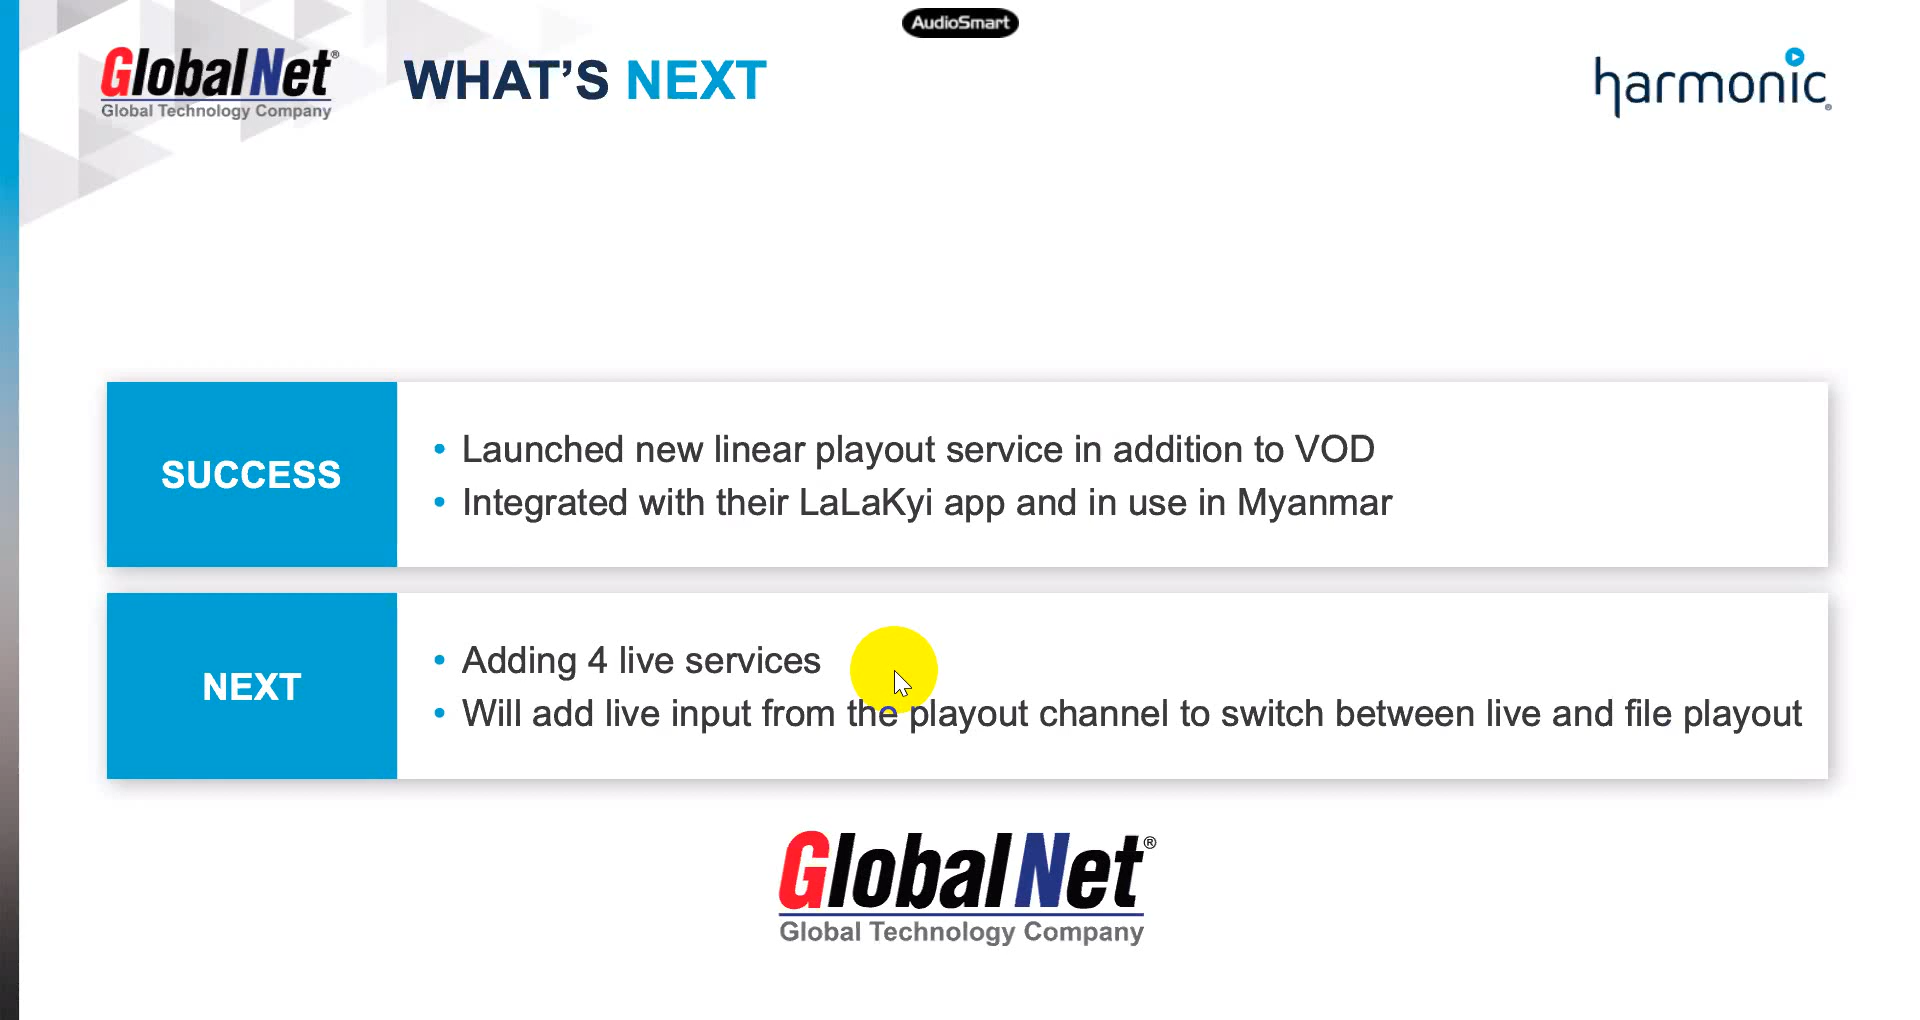 AudioSmart
GlobalNet®
Global Technology Company
WHAT’S NEXT
harmonic®
SUCCESS
• Launched new linear playout service in addition to VOD
• Integrated with their LaLaKyi app and in use in Myanmar
NEXT
• Adding 4 live services
• Will add live input from the playout channel to switch between live and file playout
GlobalNet®
Global Technology Company